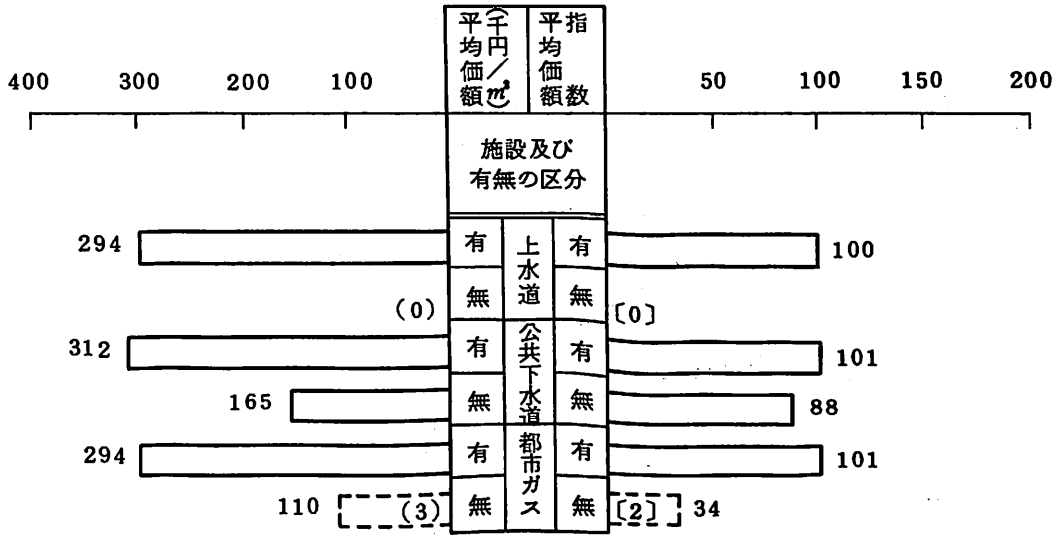 平均価額(千円/m²) 平均価額指数
400 300 200 100 50 100 150 200
施設及び
有無の区分
294 有 上水道 有 100
(0) 無 無 〔0〕
312 有 公共下水道 有 101
165 無 無 88
294 有 都市ガス 有 101
110 (3) 無 無 〔2〕 34